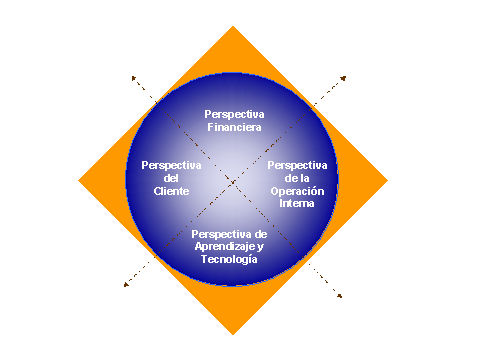 Perspectiva
Financiera
Perspectiva
del
Cliente
Perspectiva
de la
Operación
Interna
Perspectiva de
Aprendizaje y
Tecnología